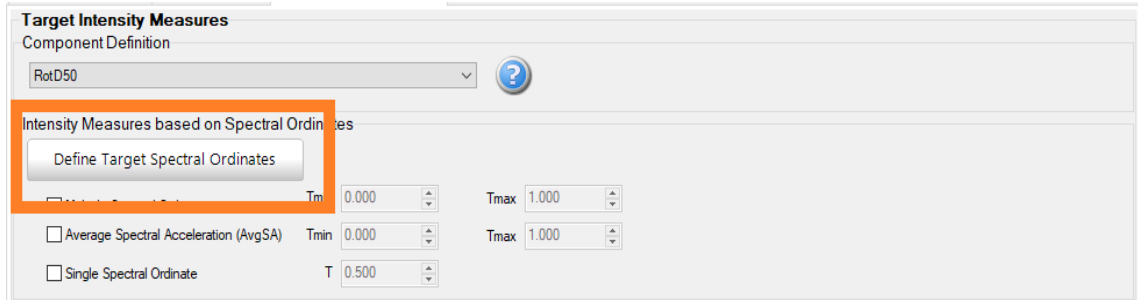 Target Intensity Measures
Component Definition
RotD50
?
Intensity Measures based on Spectral Ordinates
Define Target Spectral Ordinates
0.000 Tmax 1.000
Average Spectral Acceleration (AvgSA) Tmin 0.000 Tmax 1.000
Single Spectral Ordinate T 0.500